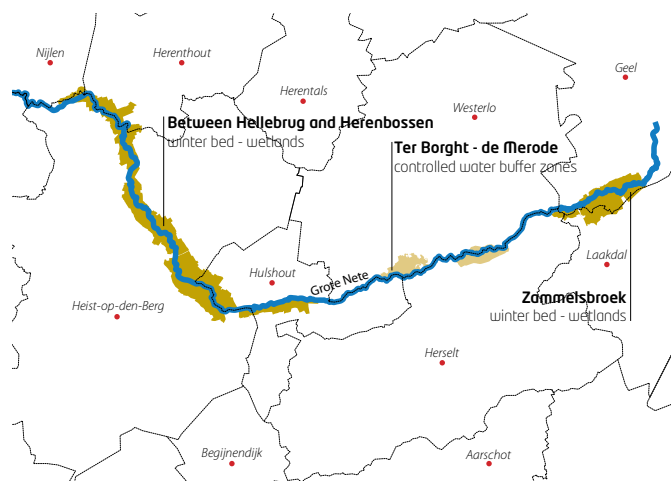 Nijlen
Herenthout
Geel
Herentals
Westerlo
Between Hellebrug and Herenbossen
winter bed - wetlands
Ter Borght - de Merode
controlled water buffer zones
Laakdal
Hulshout
Grote Nete
Zammelsbroek
winter bed - wetlands
Heist-op-den-Berg
Herselt
Begijnendijk
Aarschot